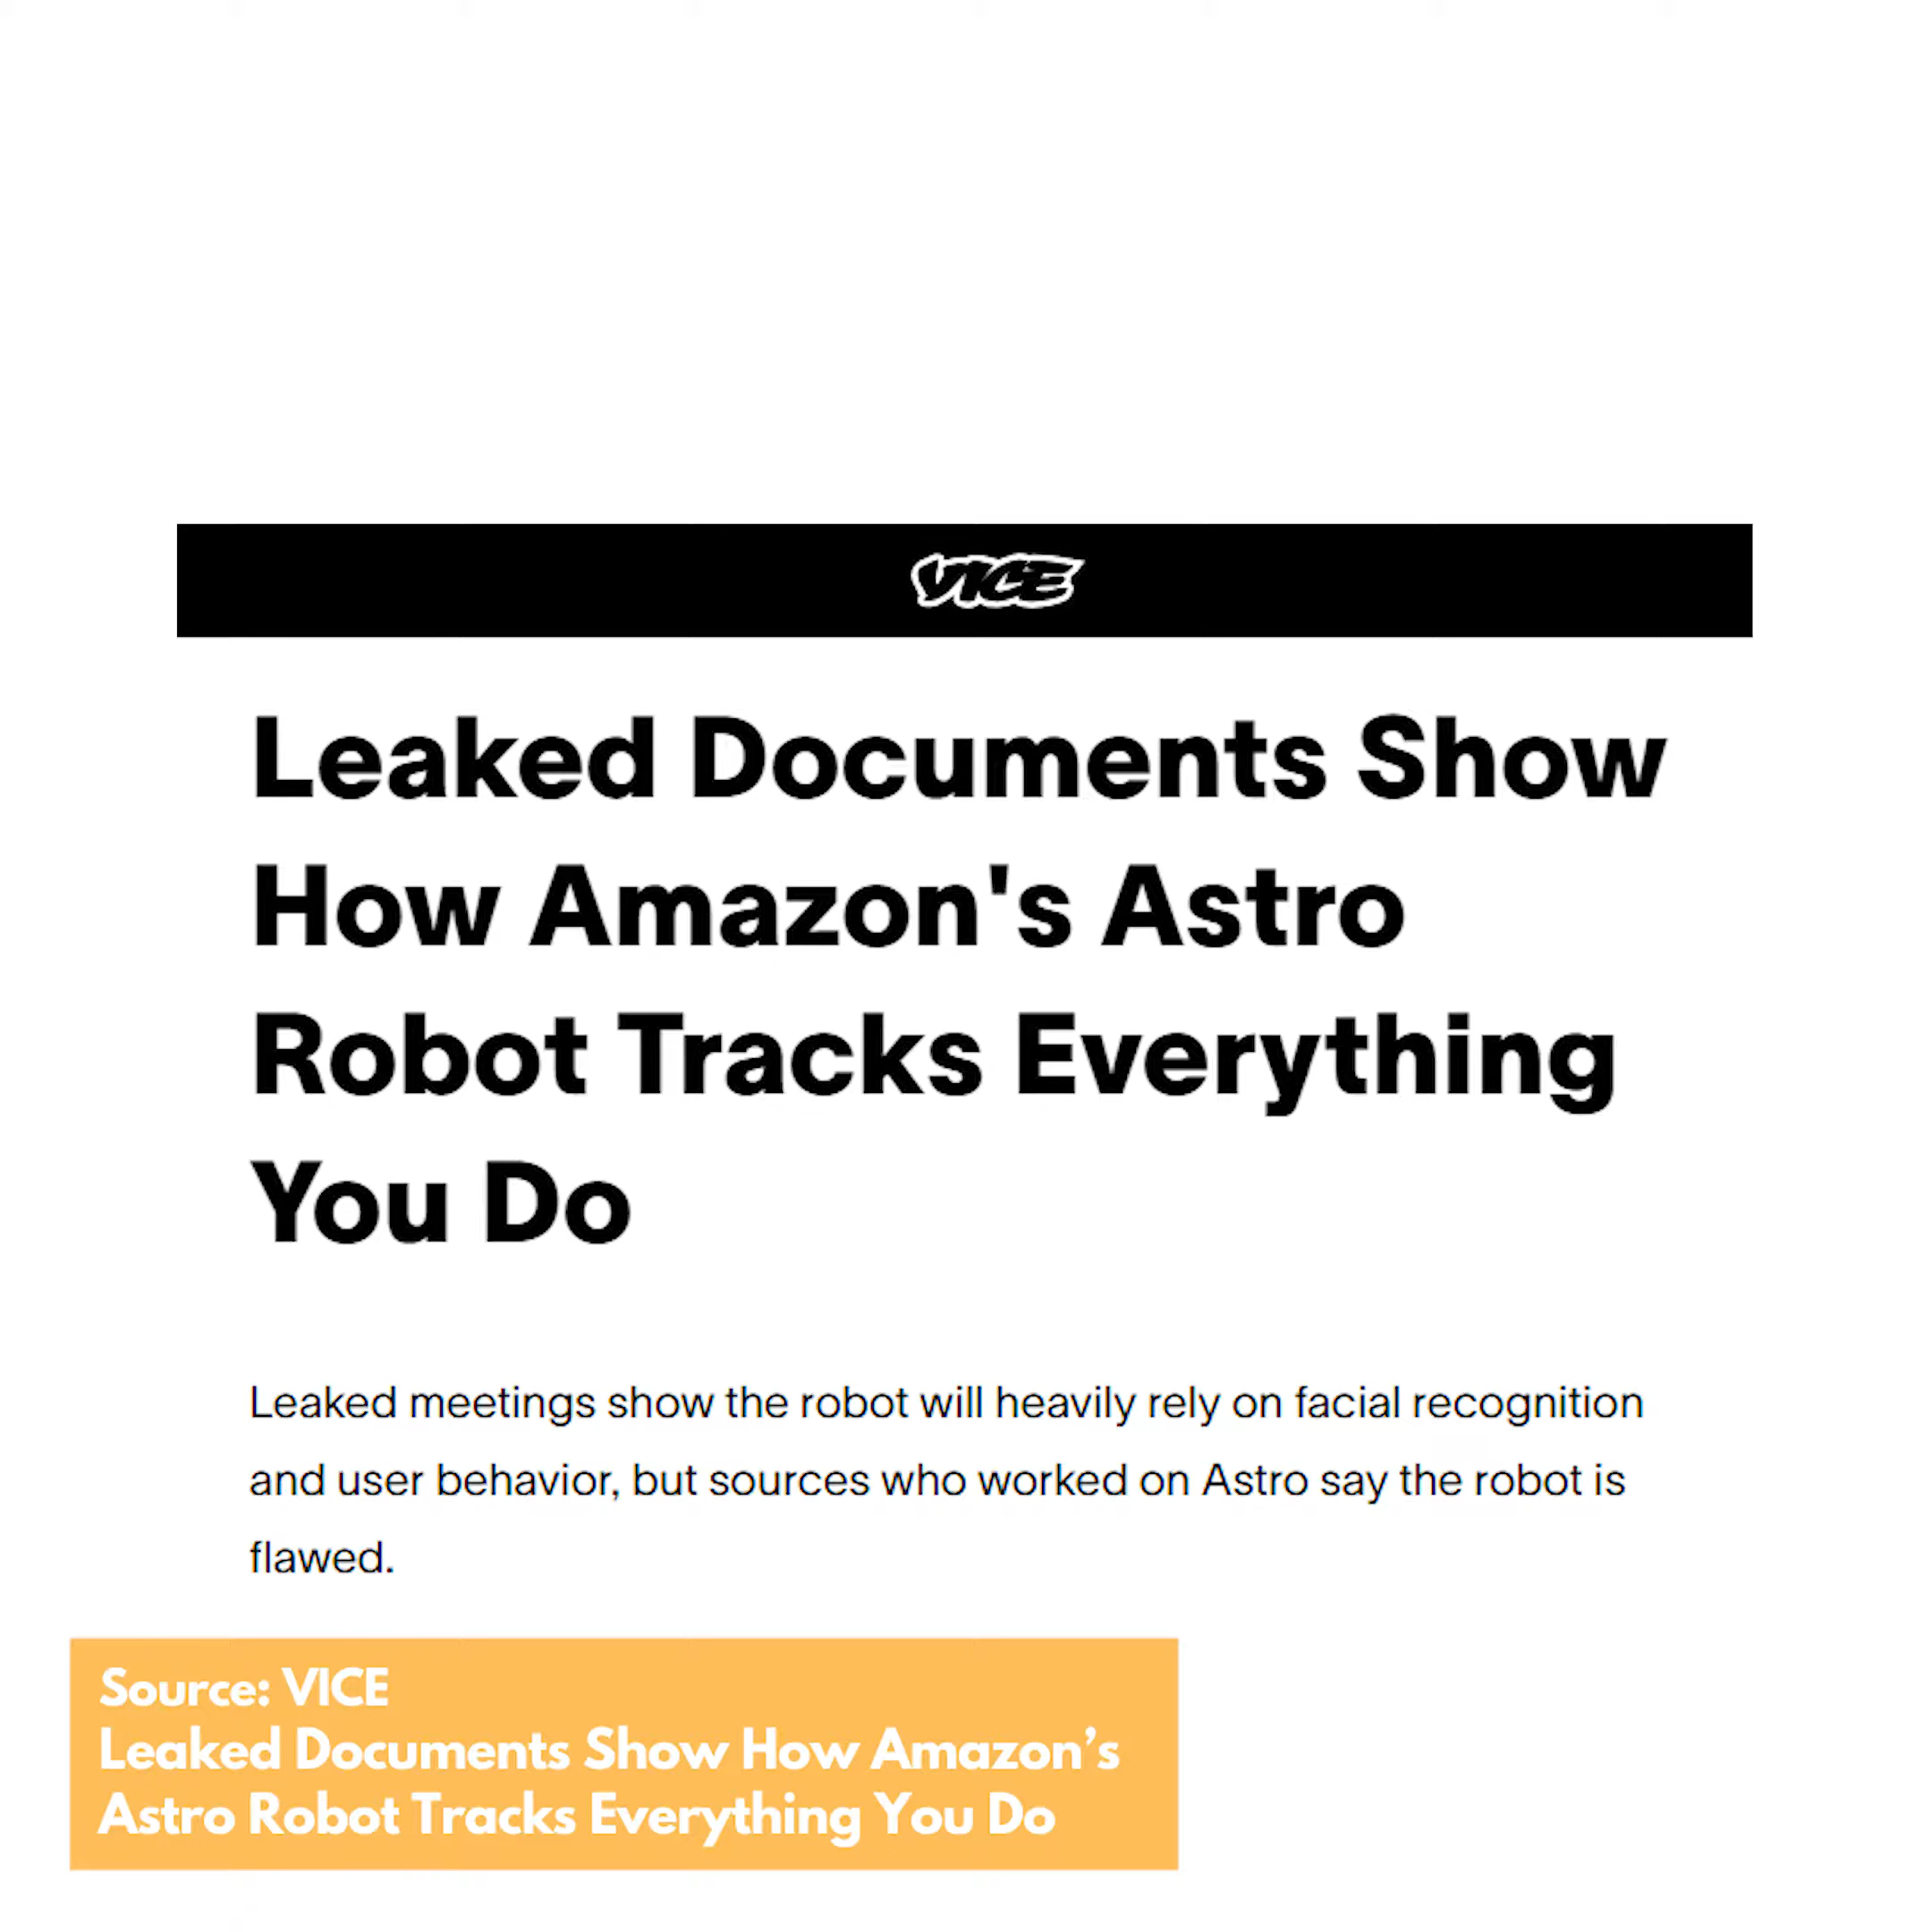 VICE
Leaked Documents Show
How Amazon's Astro
Robot Tracks Everything
You Do
Leaked meetings show the robot will heavily rely on facial recognition
and user behavior, but sources who worked on Astro say the robot is
flawed.
Source: VICE
Leaked Documents Show How Amazon’s
Astro Robot Tracks Everything You Do